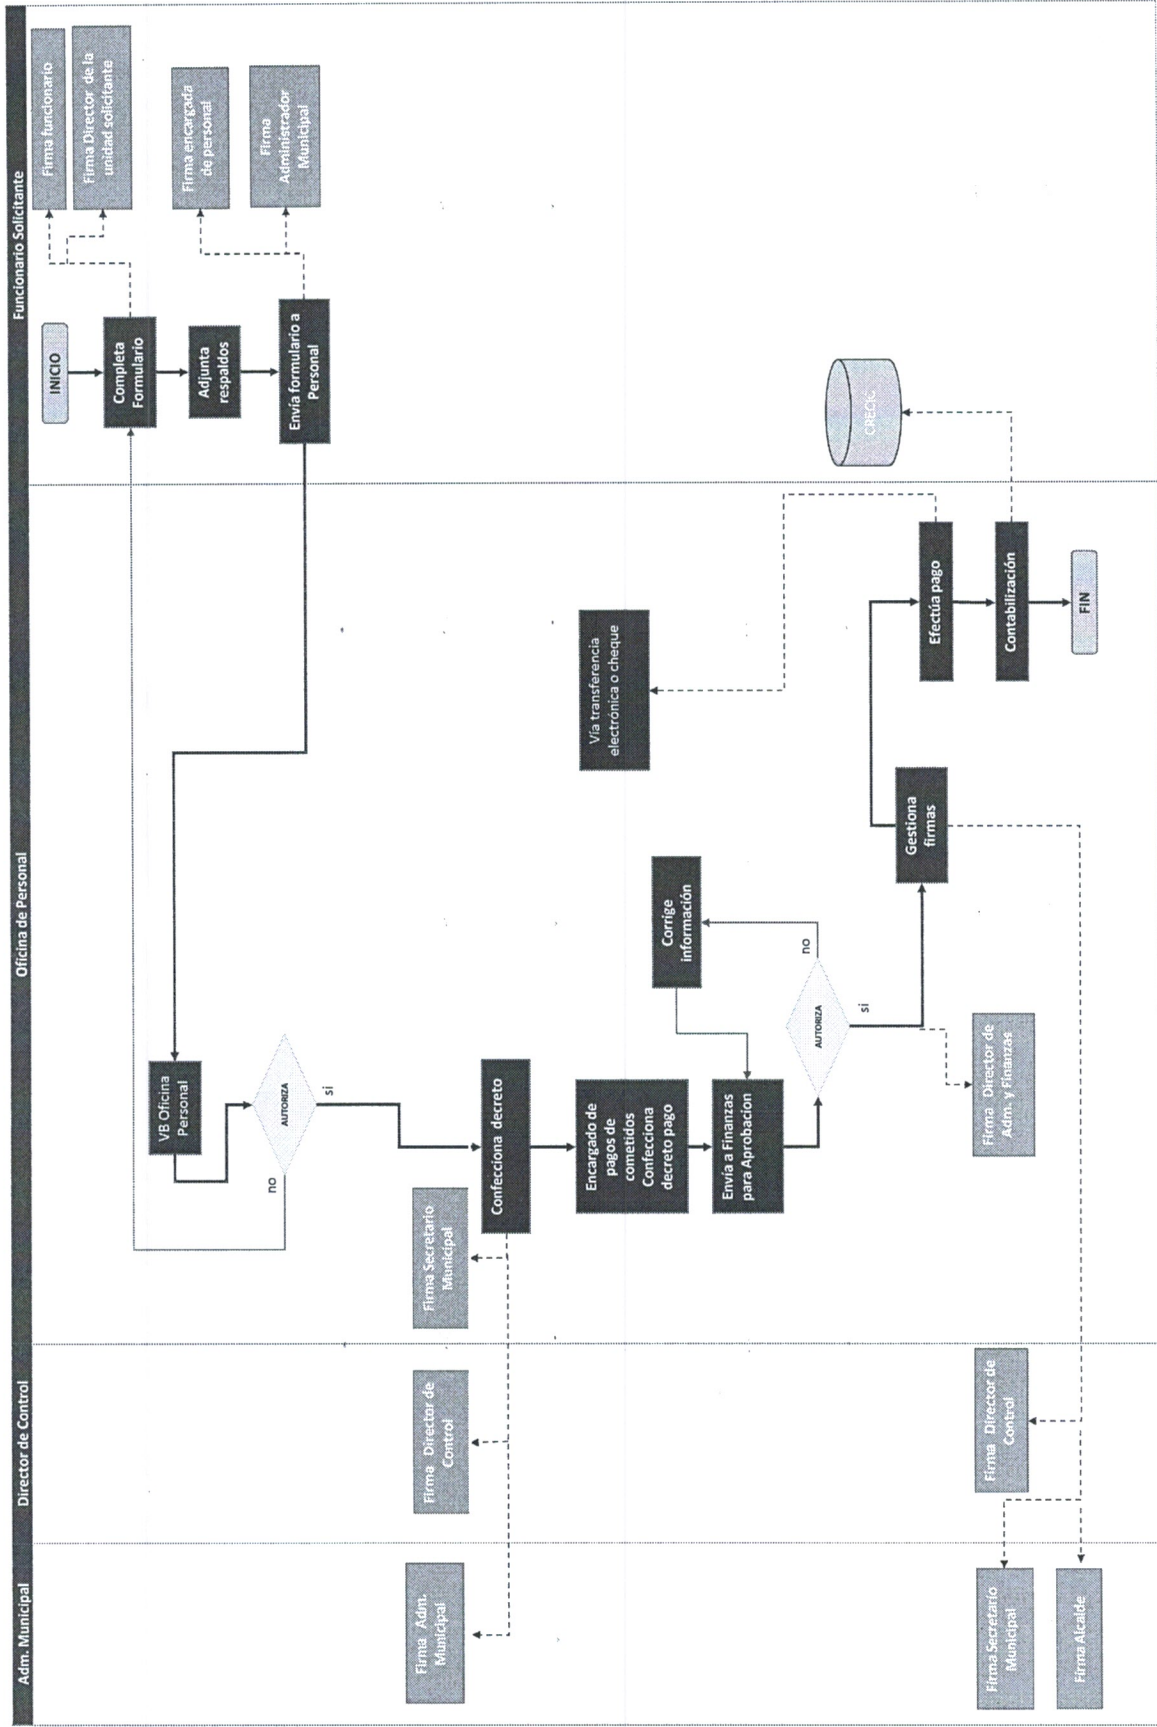 Adm. Municipal
Director de Control
Oficina de Personal
Funcionario Solicitante
INICIO
Completa
Formulario
Firma funcionario
Firma Director de la
unidad solicitante
Adjunta
respaldos
Envía formulario a
Personal
Firma encargada
de personal
Firma
Administrador
Municipal
VB Oficina
Personal
AUTORIZA
no
si
Confecciona decreto
Firma Secretario
Municipal
Firma Director de
Control
Firma Adm.
Municipal
Encargado de
pagos de
cometidos
Confecciona
decreto pago
Envía a Finanzas
para Aprobacion
AUTORIZA
no
si
Corrige
información
Firma Director de
Adm. y Finanzas
Gestiona
firmas
Firma Director de
Control
Firma Secretario
Municipal
Firma Alcalde
Efectúa pago
Vía transferencia
electrónica o cheque
Contabilización
CRECIC
FIN